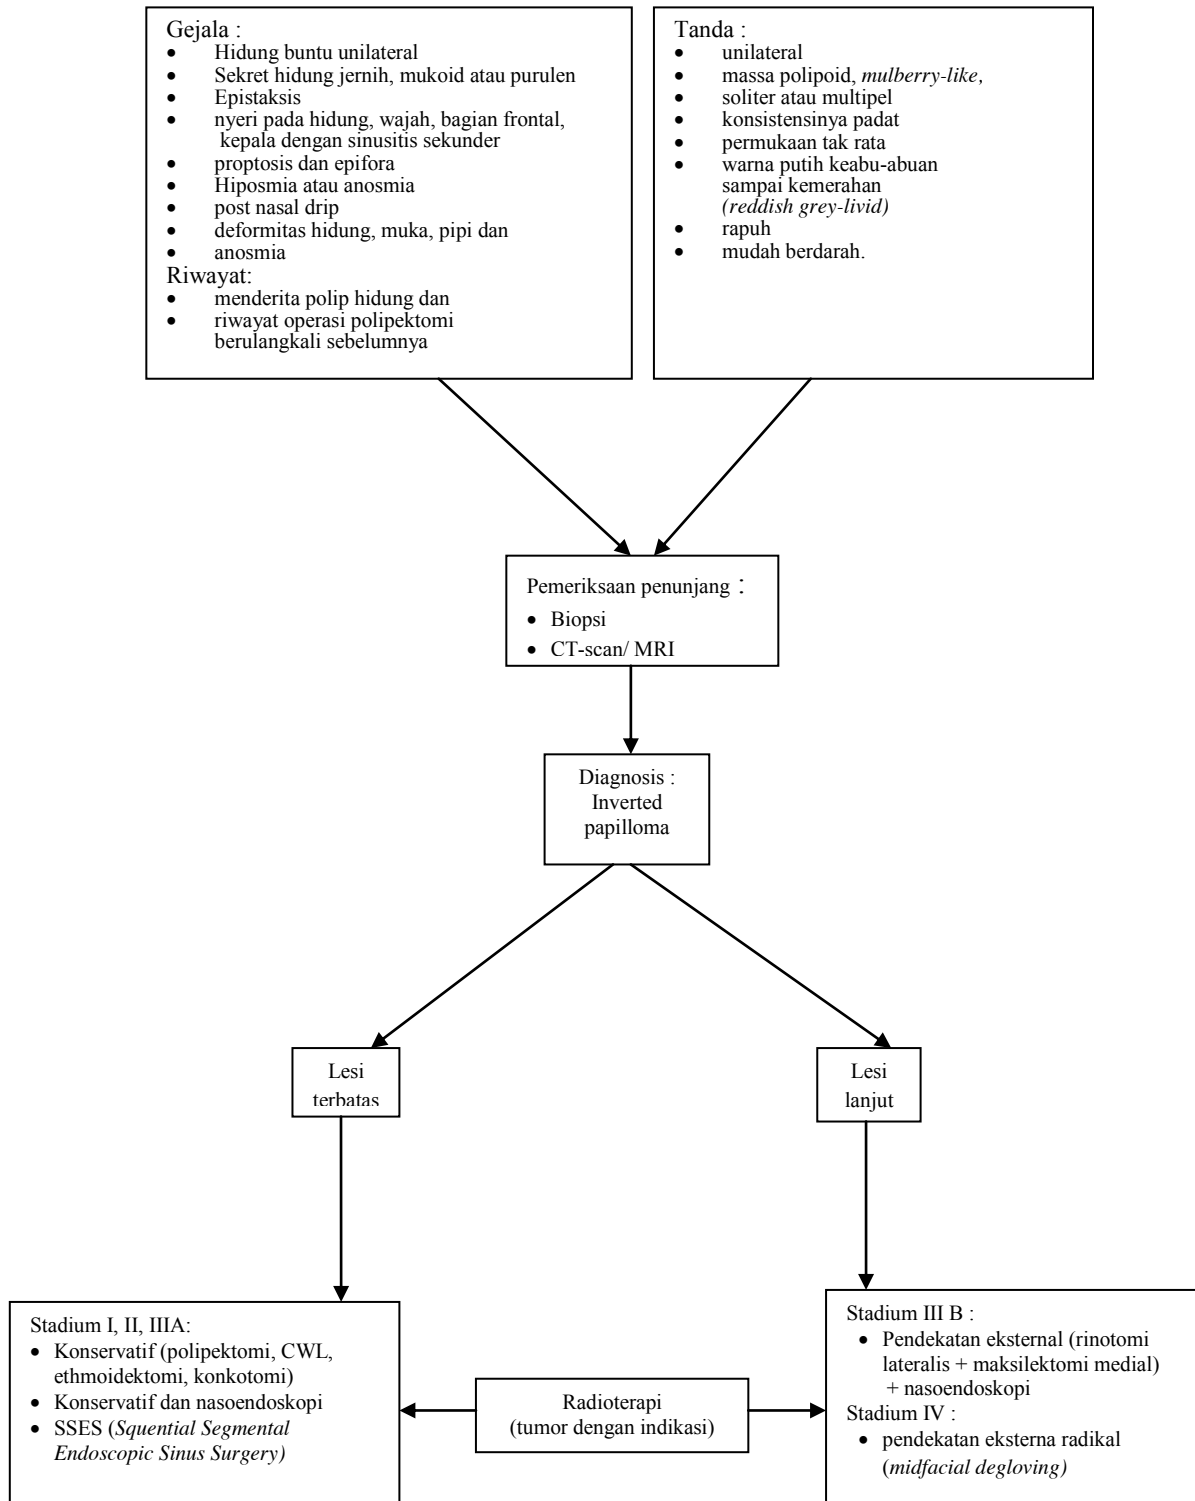 Gejala :
• Hidung buntu unilateral
• Sekret hidung jernih, mukoid atau purulen
• Epistaksis
• nyeri pada hidung, wajah, bagian frontal,
kepala dengan sinusitis sekunder
• proptosis dan epifora
• Hiposmia atau anosmia
• post nasal drip
• deformitas hidung, muka, pipi dan
• anosmia
Riwayat:
• menderita polip hidung dan
• riwayat operasi polipektomi
berulangkali sebelumnya
Tanda :
• unilateral
• massa polipoid, mulberry-like,
• soliter atau multipel
• konsistensinya padat
• permukaan tak rata
• warna putih keabu-abuan
sampai kemerahan
(reddish grey-livid)
• rapuh
• mudah berdarah.
Pemeriksaan penunjang :
• Biopsi
• CT-scan/ MRI
Diagnosis :
Inverted
papilloma
Lesi
terbatas
Lesi
lanjut
Stadium I, II, IIIA:
• Konservatif (polipektomi, CWL,
ethmoidektomi, konkotomi)
• Konservatif dan nasoendoskopi
• SSES (Squential Segmental
Endoscopic Sinus Surgery)
Radioterapi
(tumor dengan indikasi)
Stadium III B :
• Pendekatan eksternal (rinotomi
lateralis + maksilektomi medial)
+ nasoendoskopi
Stadium IV :
• pendekatan eksterna radikal
(midfacial degloving)